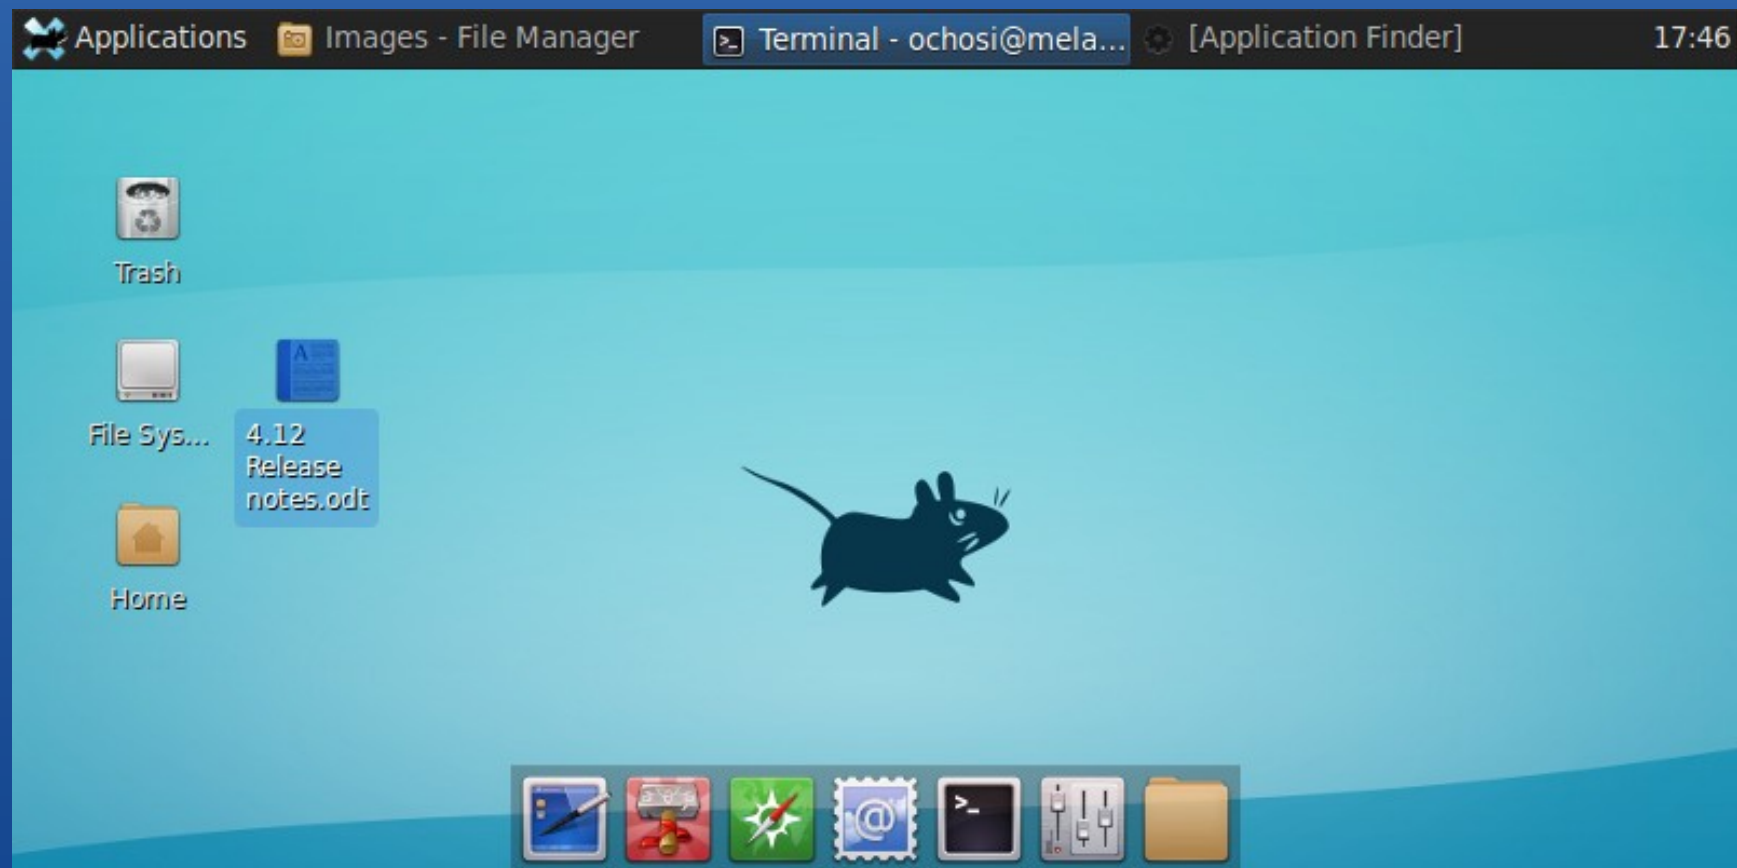 Applications
Images - File Manager
Terminal - ochosi@mela...
[Application Finder]
17:46
Trash
File Sys...
4.12
Release
notes.odt
Home
A
@
>_